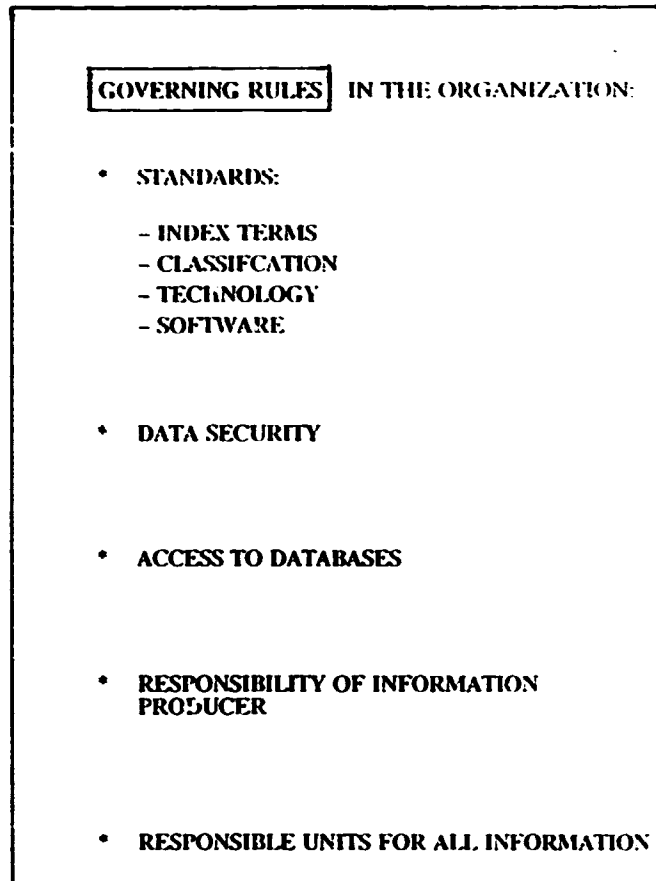 GOVERNING RULES IN THE ORGANIZATION:
* STANDARDS:
- INDEX TERMS
- CLASSIFCATION
- TECHNOLOGY
- SOFTWARE
* DATA SECURITY
* ACCESS TO DATABASES
* RESPONSIBILITY OF INFORMATION
PRODUCER
* RESPONSIBLE UNITS FOR ALL INFORMATION